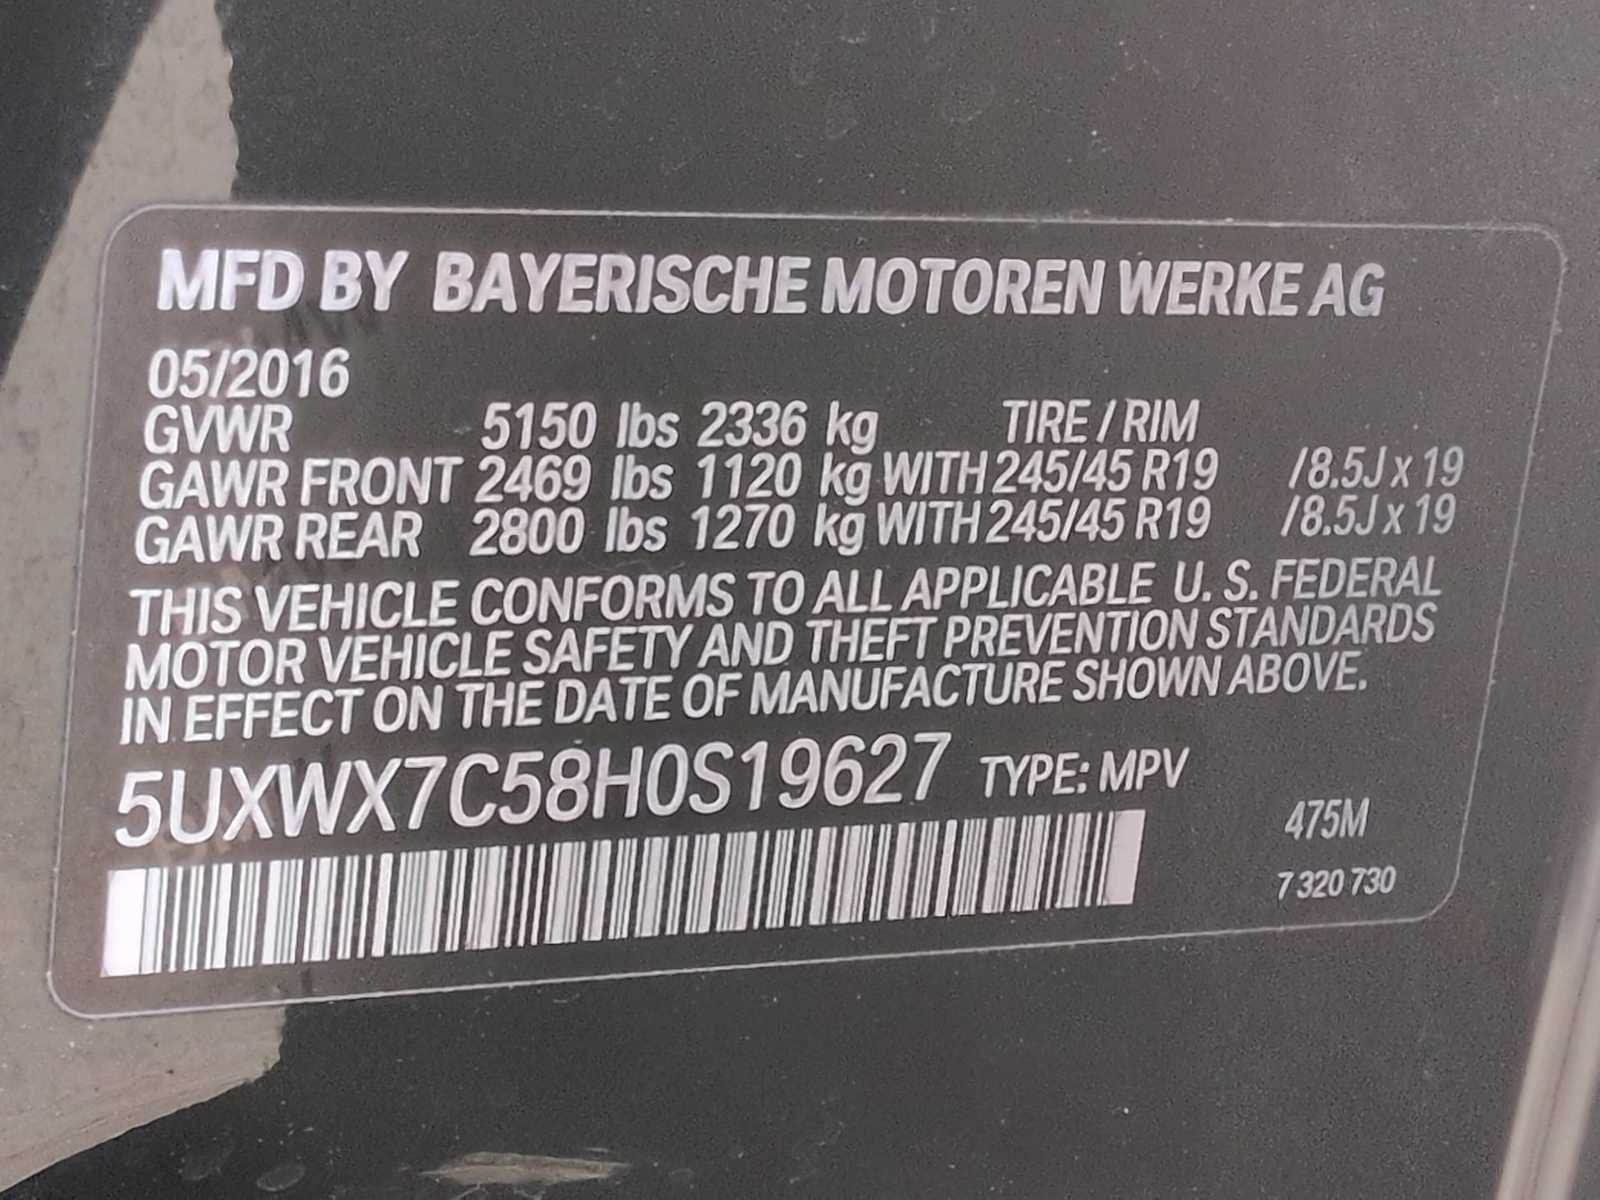 MFD BY BAYERISCHE MOTOREN WERKE AG
05/2016
GVWR 5150 lbs 2336 kg TIRE / RIM
GAWR FRONT 2469 lbs 1120 kg WITH 245/45 R19 /8.5J x 19
GAWR REAR 2800 lbs 1270 kg WITH 245/45 R19 /8.5J x 19
THIS VEHICLE CONFORMS TO ALL APPLICABLE U. S. FEDERAL
MOTOR VEHICLE SAFETY AND THEFT PREVENTION STANDARDS
IN EFFECT ON THE DATE OF MANUFACTURE SHOWN ABOVE.
5UXWX7C58H0S19627 TYPE: MPV
475M
7 320 730